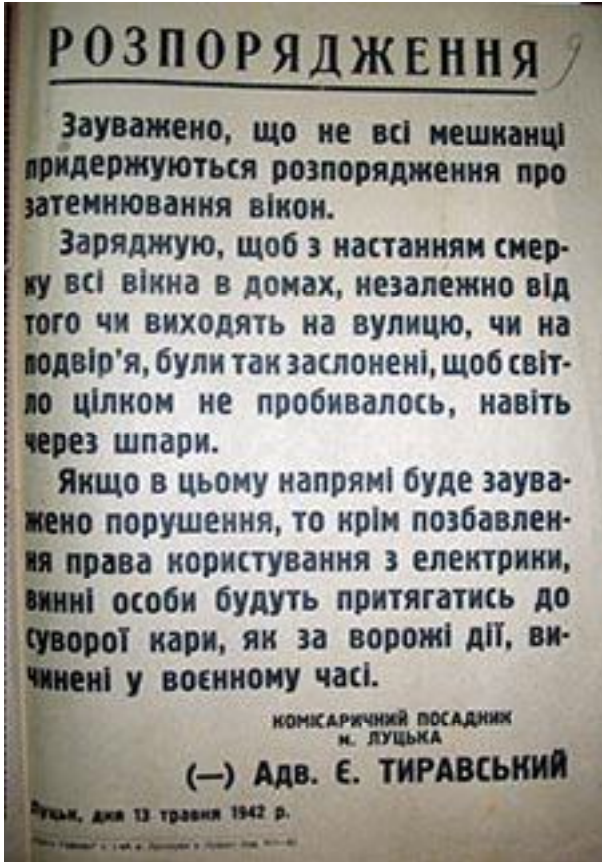 РОЗПОРЯДЖЕННЯ
Зауважено, що не всі мешканці
придержуються розпорядження про
затемнювання вікон.
Заряджую, щоб з настанням смер-
ку всі вікна в домах, незалежно від
того чи виходять на вулицю, чи на
подвір'я, були так заслонені, щоб світ-
ло цілком не пробивалось, навіть
через шпари.
Якщо в цьому напрямі буде заува-
жено порушення, то крім позбавлен-
ня права користування з електрики,
винні особи будуть притягатись до
суворої кари, як за ворожі дії, ви-
чинені у воєнному часі.
КОМІСАРИЧНИЙ ПОСАДНИК
м. ЛУЦЬКА
(—) Адв. Є. ТИРАВСЬКИЙ
Луцьк, дня 13 травня 1942 р.